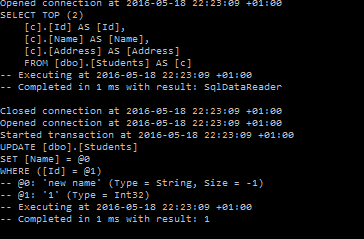 Opened connection at 2016-05-18 22:23:09 +01:00
SELECT TOP (2)
[c].[Id] AS [Id],
[c].[Name] AS [Name],
[c].[Address] AS [Address]
FROM [dbo].[Students] AS [c]
-- Executing at 2016-05-18 22:23:09 +01:00
-- Completed in 1 ms with result: SqlDataReader

Closed connection at 2016-05-18 22:23:09 +01:00
Opened connection at 2016-05-18 22:23:09 +01:00
Started transaction at 2016-05-18 22:23:09 +01:00
UPDATE [dbo].[Students]
SET [Name] = @0
WHERE ([Id] = @1)
-- @0: 'new name' (Type = String, Size = -1)
-- @1: '1' (Type = Int32)
-- Executing at 2016-05-18 22:23:09 +01:00
-- Completed in 1 ms with result: 1